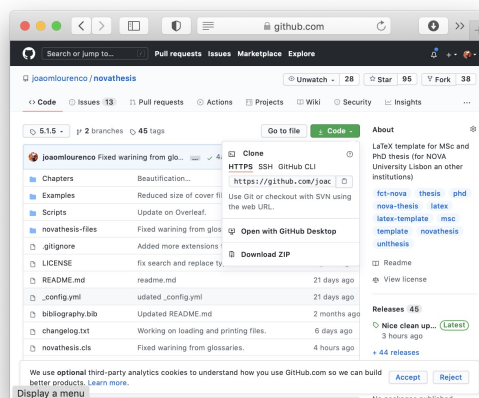 github.com
Search or jump to... /
Pull requests Issues Marketplace Explore
joaomlourenco / novathesis
Unwatch 28 Star 95 Fork 38
Code Issues 13 Pull requests Actions Projects Wiki Security Insights ...
5.1.5 2 branches 45 tags Go to file Code
joaomlourenco Fixed warining from glo... ... 4
Chapters Beautification...
Examples Reduced size of cover fil
Scripts Update on Overleaf.
novathesis-files Fixed warining from glos
.gitignore Added more extensions
LICENSE fix search and replace ty
README.md readme.md 21 days ago
_config.yml udated _config.yml 21 days ago
bibliography.bib Updated README.md 2 months ago
changelog.txt Working on loading and printing files. 6 days ago
novathesis.cls Fixed warining from glossaries. 4 hours ago
Clone
HTTPS SSH GitHub CLI
https://github.com/joac
Use Git or checkout with SVN using
the web URL.
Open with GitHub Desktop
Download ZIP
About
LaTeX template for MSc and
PhD thesis (for NOVA
University Lisbon an other
institutions)
fct-nova thesis phd
nova-thesis latex
latex-template msc
template novathesis
unlthesis
Readme
View license
Releases 45
Nice clean up... Latest
3 hours ago
+ 44 releases
We use optional third-party analytics cookies to understand how you use GitHub.com so we can build
better products. Learn more.
Accept Reject
Display a menu
No packages published